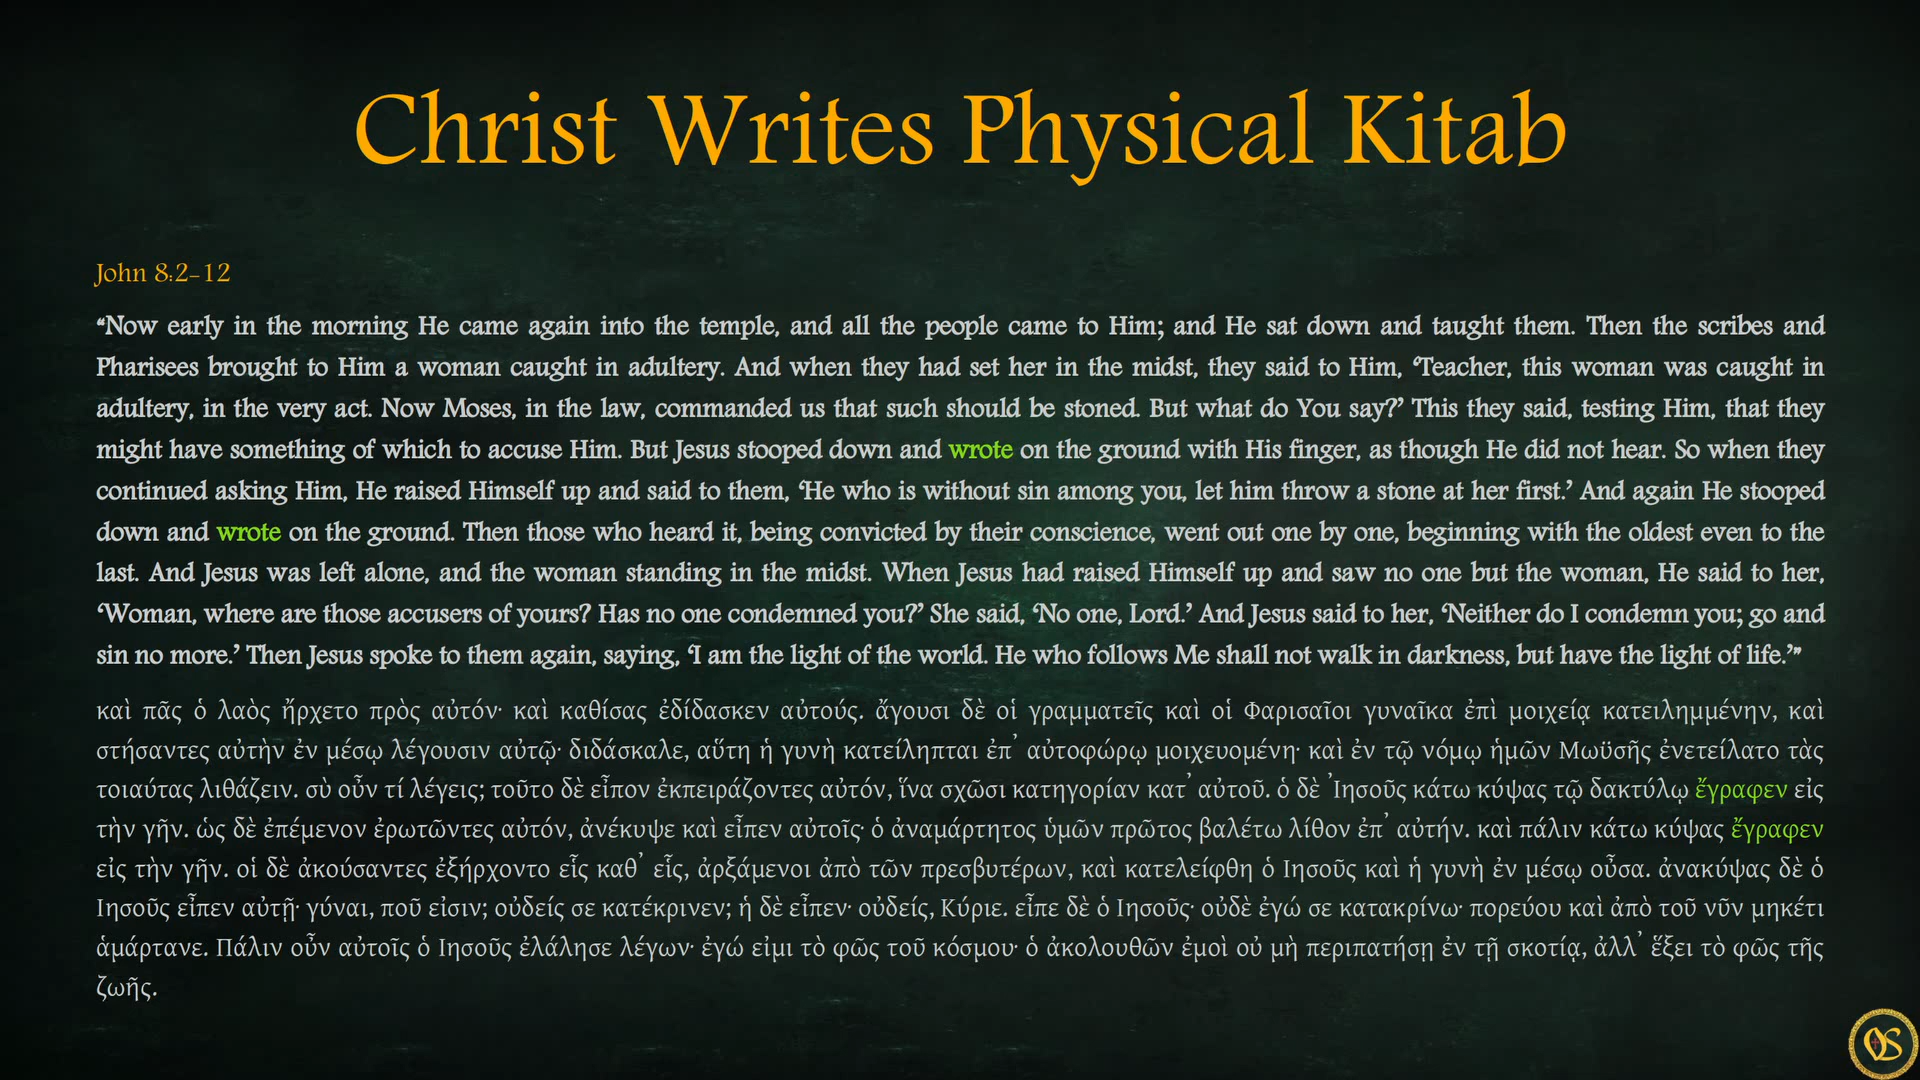 Christ Writes Physical Kitab
John 8:2-12
“Now early in the morning He came again into the temple, and all the people came to Him; and He sat down and taught them. Then the scribes and
Pharisees brought to Him a woman caught in adultery. And when they had set her in the midst, they said to Him, ‘Teacher, this woman was caught in
adultery, in the very act. Now Moses, in the law, commanded us that such should be stoned. But what do You say?’ This they said, testing Him, that they
might have something of which to accuse Him. But Jesus stooped down and wrote on the ground with His finger, as though He did not hear. So when they
continued asking Him, He raised Himself up and said to them, ‘He who is without sin among you, let him throw a stone at her first.’ And again He stooped
down and wrote on the ground. Then those who heard it, being convicted by their conscience, went out one by one, beginning with the oldest even to the
last. And Jesus was left alone, and the woman standing in the midst. When Jesus had raised Himself up and saw no one but the woman, He said to her,
‘Woman, where are those accusers of yours? Has no one condemned you?’ She said, ‘No one, Lord.’ And Jesus said to her, ‘Neither do I condemn you; go and
sin no more.’ Then Jesus spoke to them again, saying, ‘I am the light of the world. He who follows Me shall not walk in darkness, but have the light of life.’”
καὶ πᾶς ὁ λαὸς ἤρχετο πρὸς αὐτόν· καὶ καθίσας ἐδίδασκεν αὐτούς. ἄγουσι δὲ οἱ γραμματεῖς καὶ οἱ Φαρισαῖοι γυναῖκα ἐπὶ μοιχείᾳ κατειλημμένην, καὶ
στήσαντες αὐτὴν ἐν μέσῳ λέγουσιν αὐτῷ· διδάσκαλε, αὕτη ἡ γυνὴ κατείληπται ἐπ᾽ αὐτοφώρῳ μοιχευομένη· καὶ ἐν τῷ νόμῳ ἡμῶν Μωϋσῆς ἐνετείλατο τὰς
τοιαύτας λιθάζειν. σὺ οὖν τί λέγεις; τοῦτο δὲ εἶπον ἐκπειράζοντες αὐτόν, ἵνα σχῶσι κατηγορίαν κατ᾽ αὐτοῦ. ὁ δὲ ᾽Ιησοῦς κάτω κύψας τῷ δακτύλῳ ἔγραφεν εἰς
τὴν γῆν. ὡς δὲ ἐπέμενον ἐρωτῶντες αὐτόν, ἀνέκυψε καὶ εἶπεν αὐτοῖς· ὁ ἀναμάρτητος ὑμῶν πρῶτος βαλέτω λίθον ἐπ᾽ αὐτήν. καὶ πάλιν κάτω κύψας ἔγραφεν
εἰς τὴν γῆν. οἱ δὲ ἀκούσαντες ἐξήρχοντο εἷς καθ᾽ εἷς, ἀρξάμενοι ἀπὸ τῶν πρεσβυτέρων, καὶ κατελείφθη ὁ Ιησοῦς καὶ ἡ γυνὴ ἐν μέσῳ οὖσα. ἀνακύψας δὲ ὁ
Ιησοῦς εἶπεν αὐτῇ· γύναι, ποῦ εἰσιν; οὐδείς σε κατέκρινεν; ἡ δὲ εἶπεν· οὐδείς, Κύριε. εἶπε δὲ ὁ Ιησοῦς· οὐδὲ ἐγώ σε κατακρίνω· πορεύου καὶ ἀπὸ τοῦ νῦν μηκέτι
ἁμάρτανε. Πάλιν οὖν αὐτοῖς ὁ Ιησοῦς ἐλάλησε λέγων· ἐγώ εἰμι τὸ φῶς τοῦ κόσμου· ὁ ἀκολουθῶν ἐμοὶ οὐ μὴ περιπατήσῃ ἐν τῇ σκοτίᾳ, ἀλλ᾽ ἕξει τὸ φῶς τῆς
ζωῆς.